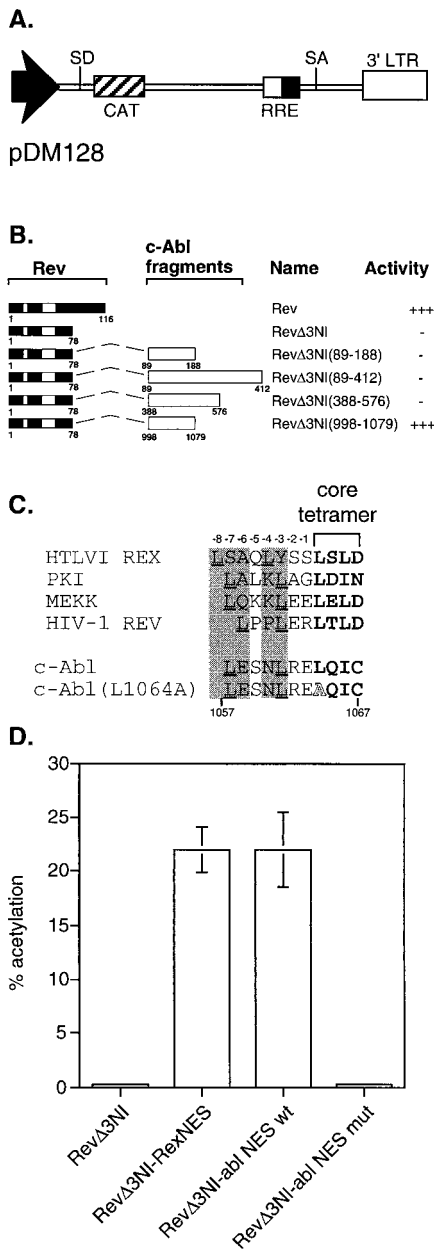 A.
SD
SA
3' LTR
CAT
RRE
pDM128
B.
Rev
c-Abl fragments
Name
Activity
1 116 Rev +++
1 78 RevΔ3NI -
1 78 89 188 RevΔ3NI(89-188) -
1 78 89 412 RevΔ3NI(89-412) -
1 78 388 576 RevΔ3NI(388-576) -
1 78 998 1079 RevΔ3NI(998-1079) +++
C.
core tetramer
-8 -7 -6 -5 -4 -3 -2 -1
HTLVI REX LSAQLYSSLSLD
PKI LALKLAGLDIN
MEKK LQKKLEELELD
HIV-1 REV LPPLERLTLD
c-Abl LESNLRELQIC
c-Abl(L1064A) LESNLREAQIC
1057 1067
D.
% acetylation
30
25
20
15
10
5
0
RevΔ3NI
RevΔ3NI-RexNES
RevΔ3NI-abl NES wt
RevΔ3NI-abl NES mut